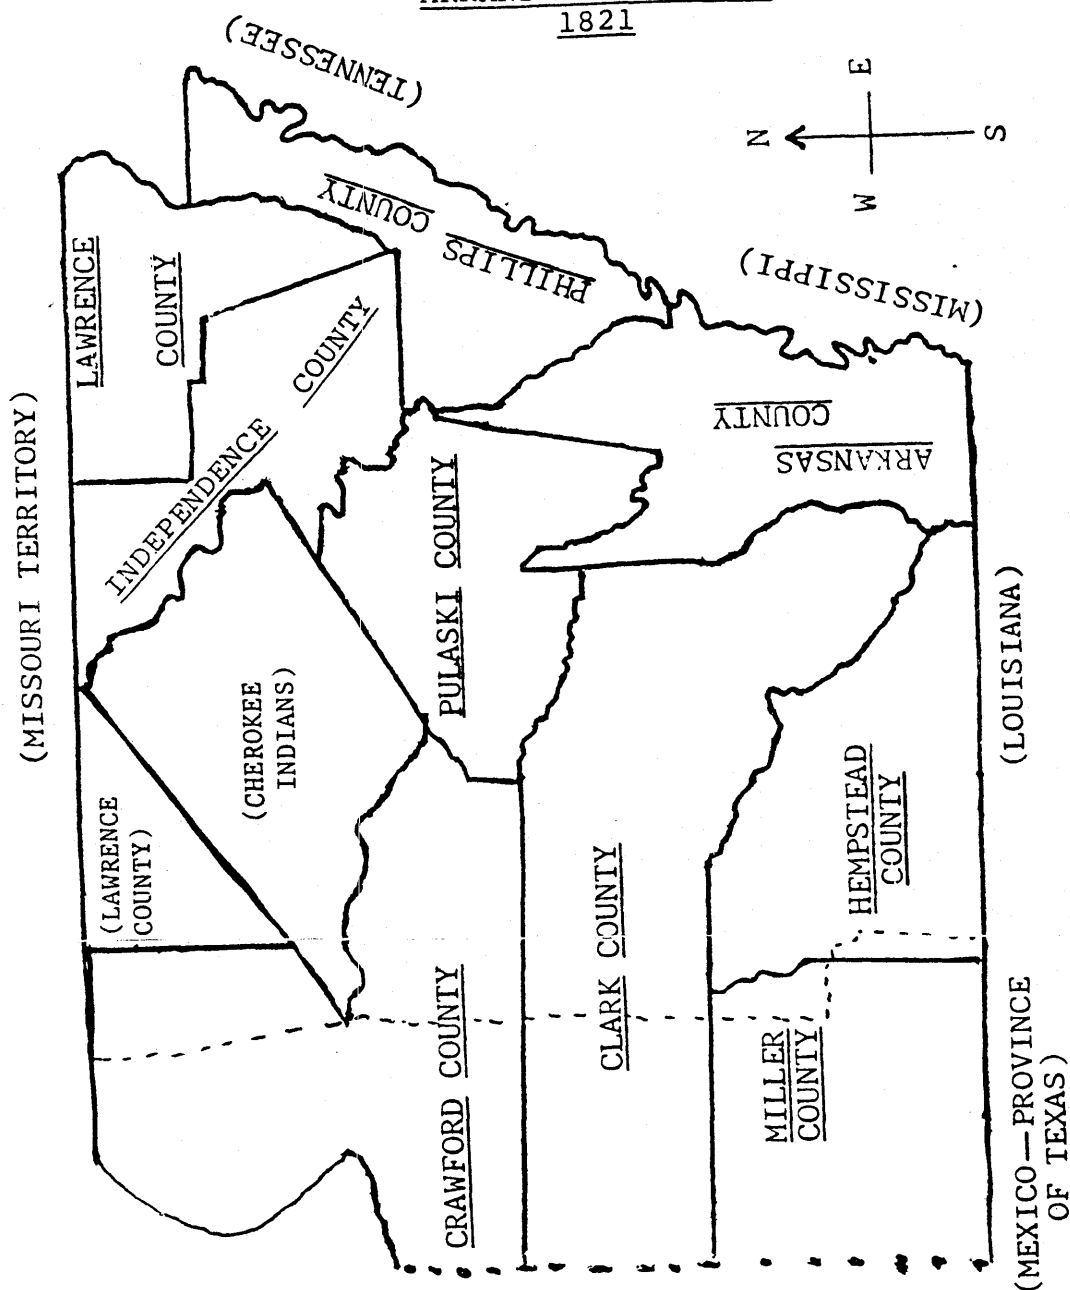 1821
(TENNESSEE)
N
E
S
W
(MISSOURI TERRITORY)
LAWRENCE
COUNTY
PHILLIPS
COUNTY
(MISSISSIPPI)
INDEPENDENCE
COUNTY
ARKANSAS
COUNTY
PULASKI COUNTY
(CHEROKEE
INDIANS)
(LAWRENCE
COUNTY)
CRAWFORD COUNTY
CLARK COUNTY
HEMPSTEAD
COUNTY
MILLER
COUNTY
(LOUISIANA)
(MEXICO—PROVINCE
OF TEXAS)